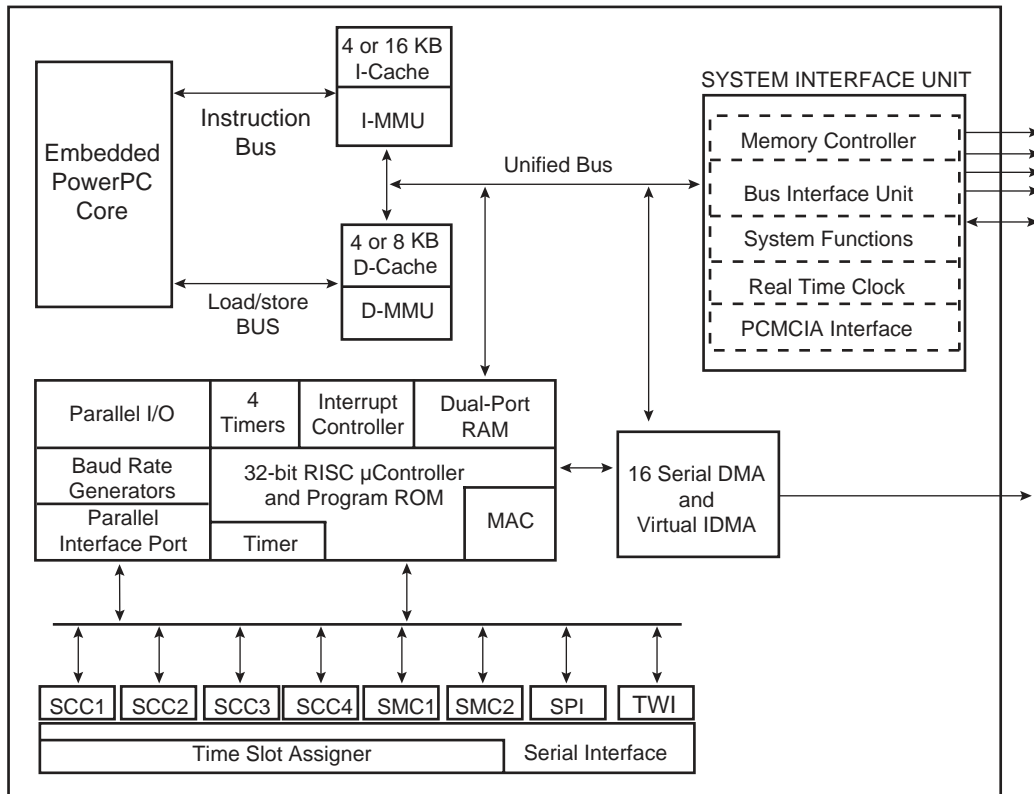 4 or 16 KB
I-Cache
I-MMU
Embedded
PowerPC
Core
Instruction
Bus
Unified Bus
4 or 8 KB
D-Cache
D-MMU
Load/store
BUS
SYSTEM INTERFACE UNIT
Memory Controller
Bus Interface Unit
System Functions
Real Time Clock
PCMCIA Interface
Parallel I/O
4
Timers
Interrupt
Controller
Dual-Port
RAM
Baud Rate
Generators
Parallel
Interface Port
32-bit RISC µController
and Program ROM
Timer
MAC
16 Serial DMA
and
Virtual IDMA
SCC1
SCC2
SCC3
SCC4
SMC1
SMC2
SPI
TWI
Time Slot Assigner
Serial Interface